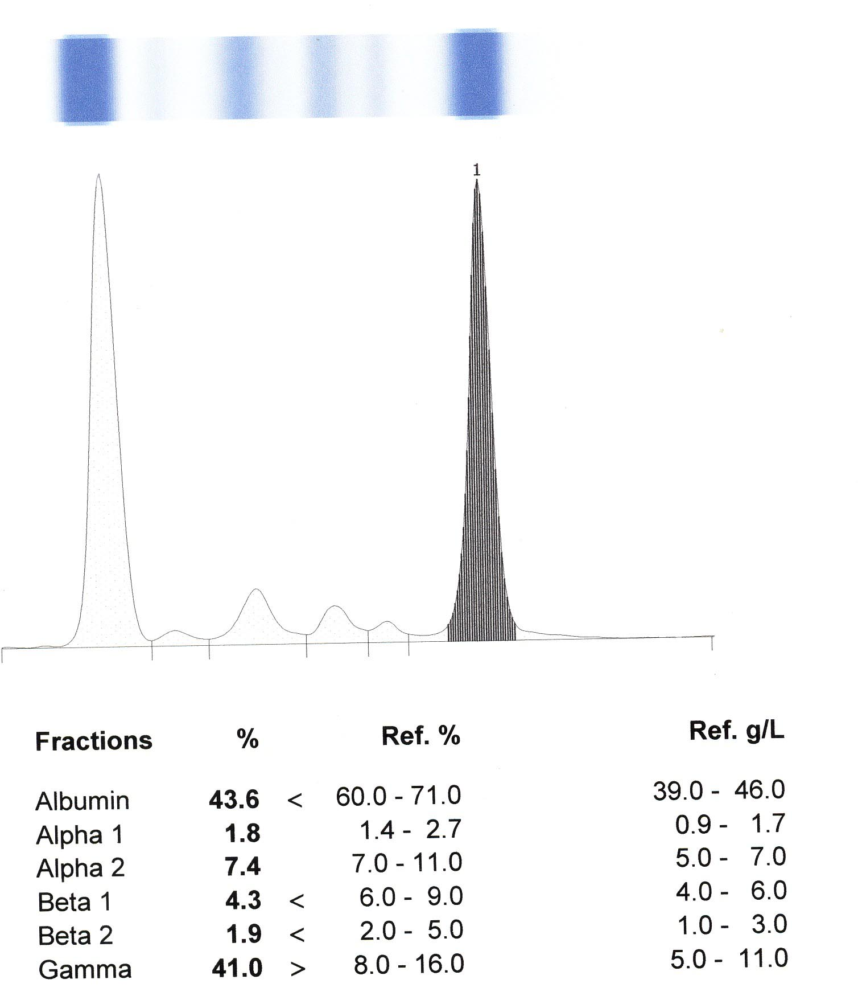 1
Fractions % Ref. % Ref. g/L
Albumin 43.6 < 60.0 - 71.0 39.0 - 46.0
Alpha 1 1.8 1.4 - 2.7 0.9 - 1.7
Alpha 2 7.4 7.0 - 11.0 5.0 - 7.0
Beta 1 4.3 < 6.0 - 9.0 4.0 - 6.0
Beta 2 1.9 < 2.0 - 5.0 1.0 - 3.0
Gamma 41.0 > 8.0 - 16.0 5.0 - 11.0